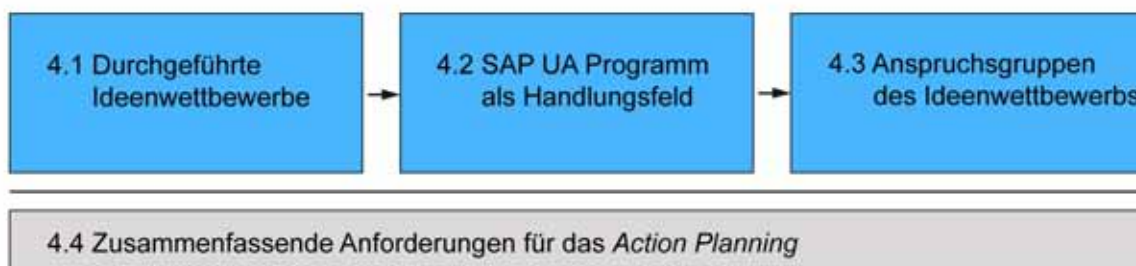 4.1 Durchgeführte
Ideenwettbewerbe
4.2 SAP UA Programm
als Handlungsfeld
4.3 Anspruchsgruppen
des Ideenwettbewerbs
4.4 Zusammenfassende Anforderungen für das Action Planning